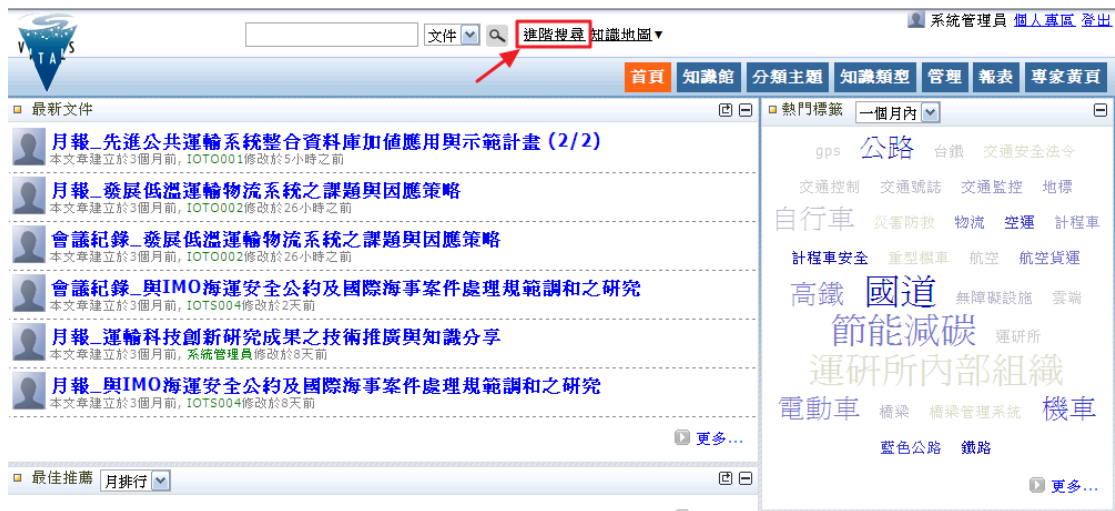 VITALS
文件 進階搜尋 知識地圖▼
系統管理員 個人專區 登出
首頁 知識館 分類主題 知識類型 管理 報表 專家黃頁
最新文件
月報_先進公共運輸系統整合資料庫加值應用與示範計畫 (2/2)
本文章建立於3個月前, IOTO001修改於5小時之前
月報_發展低溫運輸物流系統之課題與因應策略
本文章建立於3個月前, IOTO002修改於26小時之前
會議紀錄_發展低溫運輸物流系統之課題與因應策略
本文章建立於3個月前, IOTO002修改於26小時之前
會議紀錄_與IMO海運安全公約及國際海事案件處理規範調和之研究
本文章建立於3個月前, IOTS004修改於2天前
月報_運輸科技創新研究成果之技術推廣與知識分享
本文章建立於3個月前, 系統管理員修改於8天前
月報_與IMO海運安全公約及國際海事案件處理規範調和之研究
本文章建立於3個月前, IOTS004修改於8天前
更多...
最佳推薦 月排行
熱門標籤 一個月內
gps 公路 台鐵 交通安全法令
交通控制 交通號誌 交通監控 地標
自行車 災害防救 物流 空運 計程車
計程車安全 重型機車 航空 航空貨運
高鐵 國道 無障礙設施 雲端
節能減碳 運研所
運研所內部組織
電動車 橋梁 橋梁管理系統 機車
藍色公路 鐵路
更多...